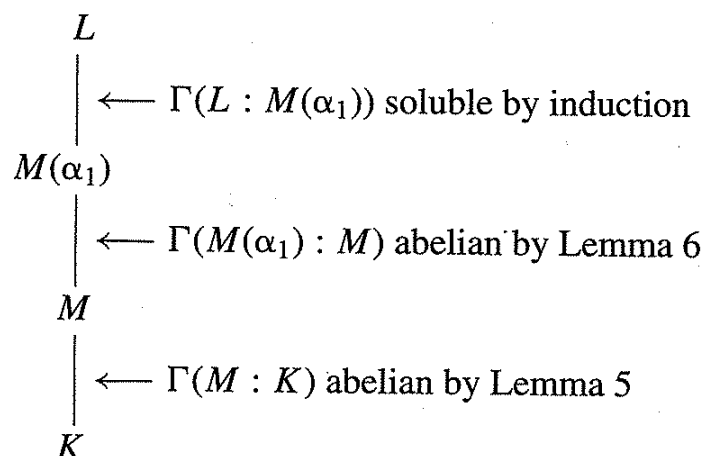 L
← Γ(L : M(α₁)) soluble by induction
M(α₁)
← Γ(M(α₁) : M) abelian by Lemma 6
M
← Γ(M : K) abelian by Lemma 5
K